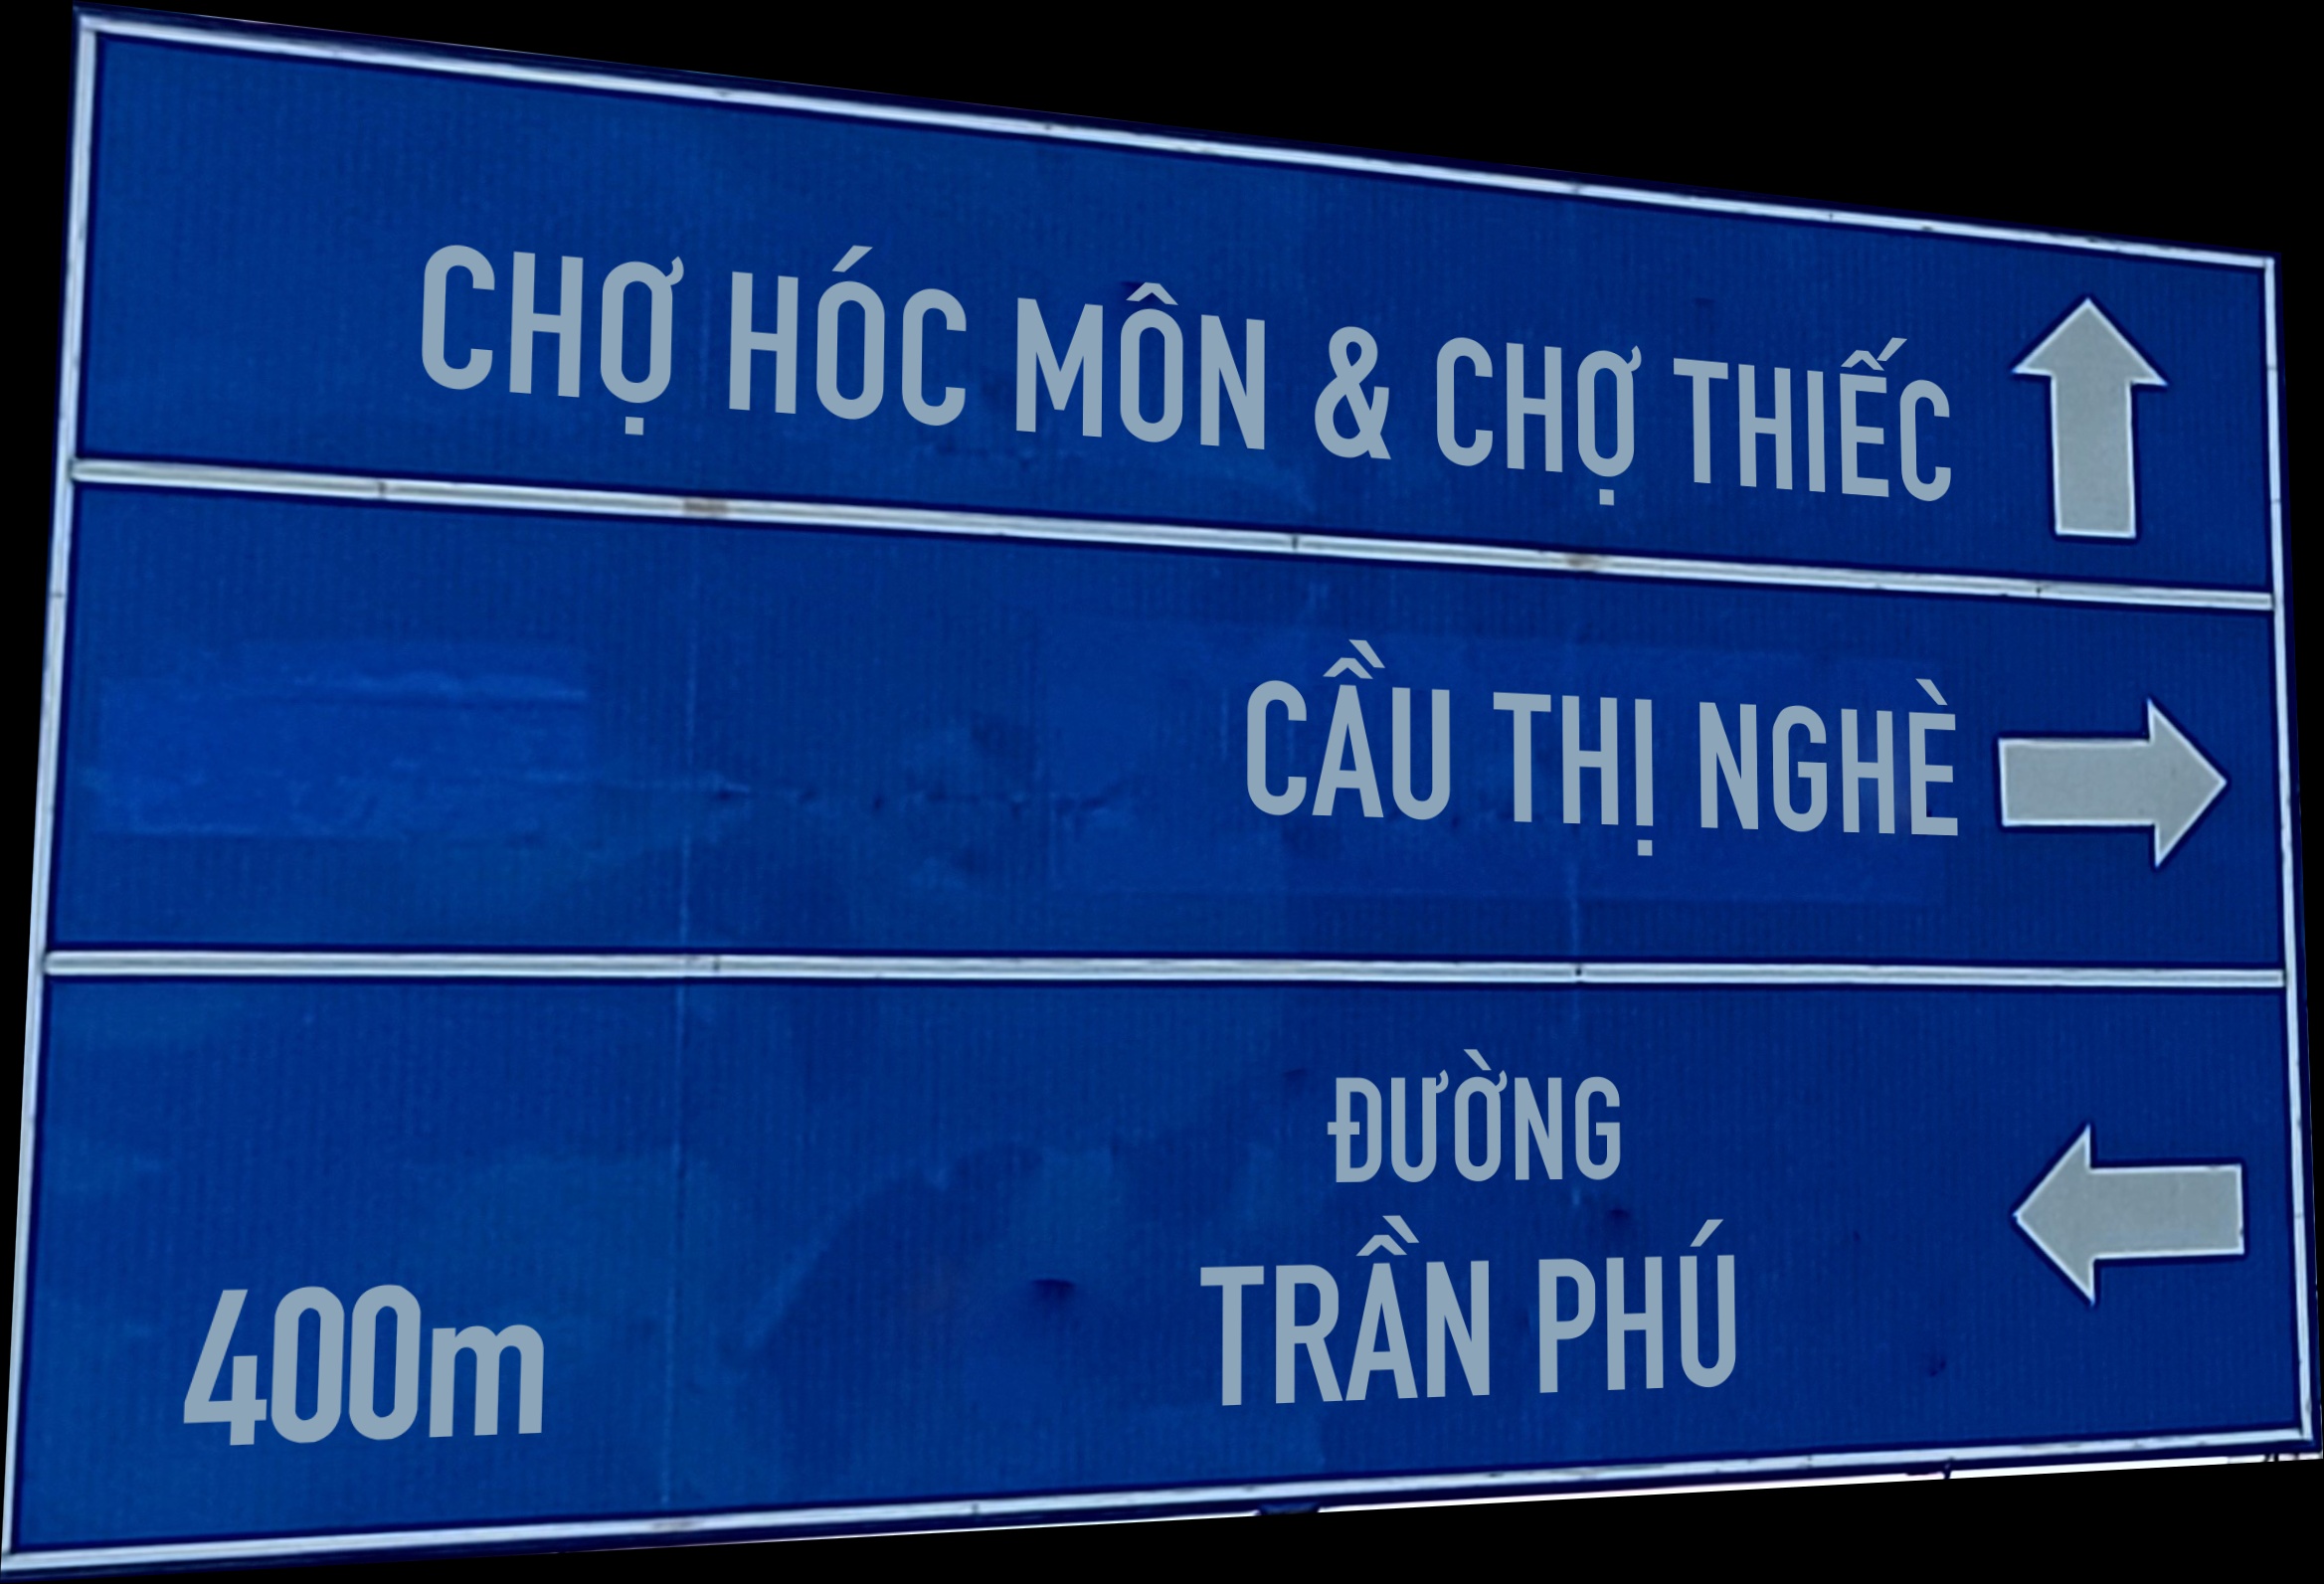 CHỢ HÓC MÔN & CHỢ THIẾC
CẦU THỊ NGHÈ
ĐƯỜNG
TRẦN PHÚ
400m